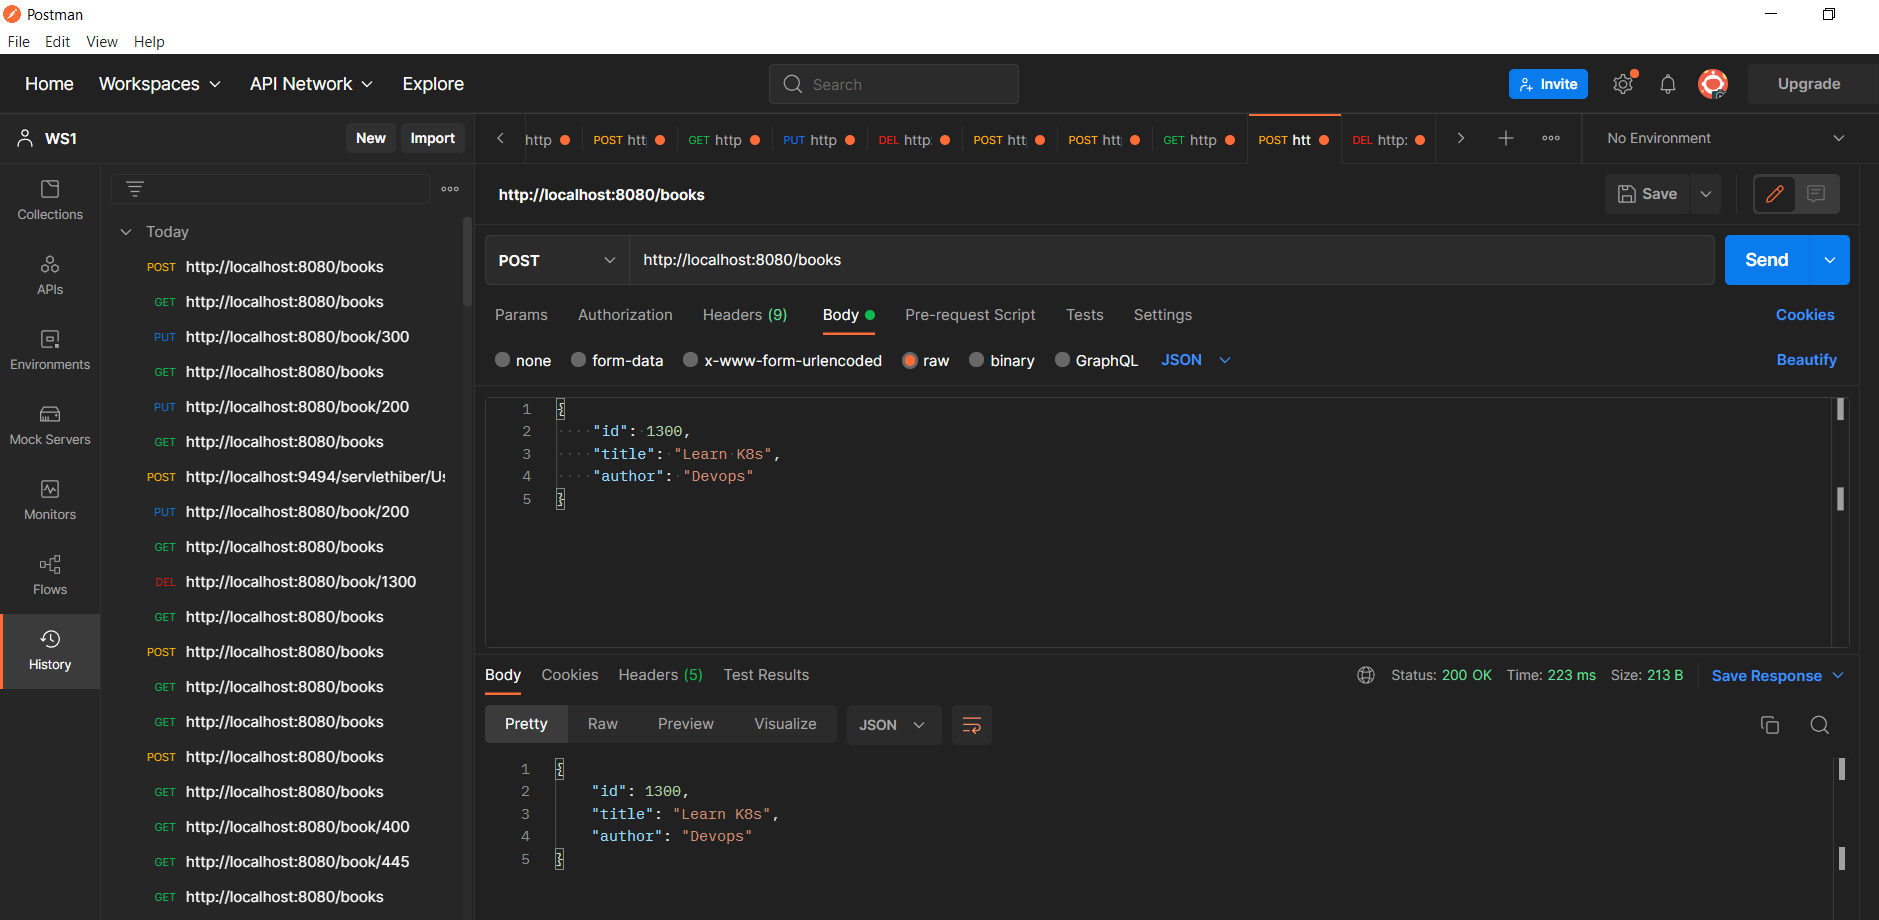 Postman
File Edit View Help
Home Workspaces API Network Explore Search Invite Upgrade
WS1 New Import
http POST htt GET http PUT http DEL http: POST htt POST htt GET http POST htt DEL http: No Environment
Collections
APIs
Environments
Mock Servers
Monitors
Flows
History
Today
POST http://localhost:8080/books
GET http://localhost:8080/books
PUT http://localhost:8080/book/300
GET http://localhost:8080/books
PUT http://localhost:8080/book/200
GET http://localhost:8080/books
POST http://localhost:9494/servlethiber/Us
PUT http://localhost:8080/book/200
GET http://localhost:8080/books
DEL http://localhost:8080/book/1300
GET http://localhost:8080/books
POST http://localhost:8080/books
GET http://localhost:8080/books
GET http://localhost:8080/books
POST http://localhost:8080/books
GET http://localhost:8080/books
GET http://localhost:8080/book/400
GET http://localhost:8080/book/445
GET http://localhost:8080/books
http://localhost:8080/books Save
POST http://localhost:8080/books Send
Params Authorization Headers (9) Body Pre-request Script Tests Settings Cookies
none form-data x-www-form-urlencoded raw binary GraphQL JSON Beautify
1 {
2 "id": 1300,
3 "title": "Learn K8s",
4 "author": "Devops"
5 }
Body Cookies Headers (5) Test Results Status: 200 OK Time: 223 ms Size: 213 B Save Response
Pretty Raw Preview Visualize JSON
1 {
2 "id": 1300,
3 "title": "Learn K8s",
4 "author": "Devops"
5 }